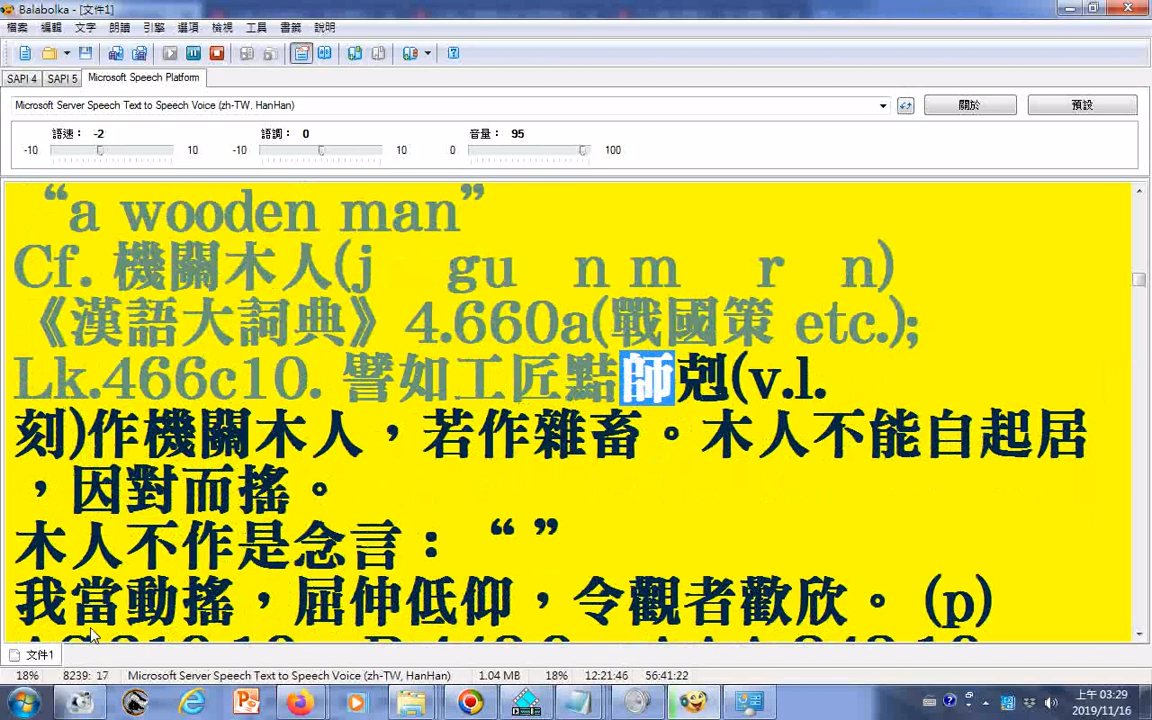 Balabolka - [文件1]
檔案 編輯 文字 朗讀 引擎 選項 檢視 工具 書籤 說明
SAPI 4 SAPI 5 Microsoft Speech Platform
Microsoft Server Speech Text to Speech Voice (zh-TW, HanHan) 關於 預設
語速： -2 語調： 0 音量： 95
-10 10 -10 10 0 100
“a wooden man”
Cf. 機關木人(j gu n m r n)
《漢語大詞典》4.660a(戰國策 etc.);
Lk.466c10. 譬如工匠點師剋(v.l.
刻)作機關木人，若作雜畜。木人不能自起居
，因對而搖。
木人不作是念言：“ ”
我當動搖，屈伸低仰，令觀者歡欣。(p)
文件1
18% 8239: 17 Microsoft Server Speech Text to Speech Voice (zh-TW, HanHan) 1.04 MB 18% 12:21:46 56:41:22
上午 03:29
2019/11/16